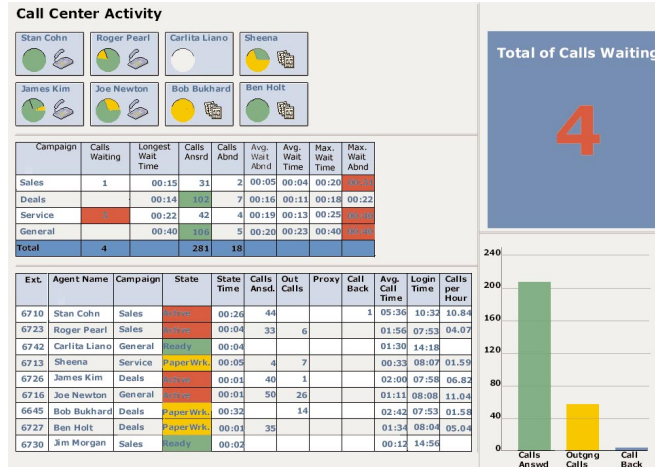 Call Center Activity
Stan Cohn Roger Pearl Carlita Liano Sheena
James Kim Joe Newton Bob Bukhard Ben Holt
Total of Calls Waiting
4
Campaign Calls Waiting Longest Wait Time Calls Ansrd Calls Abnd Avg. Wait Abnd Avg. Wait Time Max. Wait Time Max. Wait Abnd
Sales 1 00:15 31 2 00:05 00:04 00:20
Deals 00:14 102 7 00:16 00:11 00:18 00:22
Service 00:22 42 4 00:19 00:13 00:25
General 00:40 106 5 00:20 00:23 00:40
Total 4 281 18
Ext. Agent Name Campaign State State Time Calls Ansd. Out Calls Proxy Call Back Avg. Call Time Login Time Calls per Hour
6710 Stan Cohn Sales Active 00:26 44 1 05:36 10:32 10.84
6723 Roger Pearl Sales Active 00:04 33 6 01:56 07:53 04.07
6742 Carlita Liano General Ready 00:04 01:30 14:18
6713 Sheena Service PaperWrk. 00:05 4 7 00:33 08:07 01.59
6726 James Kim Deals Active 00:01 40 1 02:00 07:58 06.82
6716 Joe Newton General Active 00:01 50 26 01:11 08:08 11.04
6645 Bob Bukhard Deals PaperWrk. 00:32 14 02:42 07:53 01.58
6727 Ben Holt Deals PaperWrk. 00:01 35 01:34 08:04 05.04
6730 Jim Morgan Sales Ready 00:02 00:12 14:56
240
200
160
120
80
40
0
Calls Answd Outgng Calls Call Back